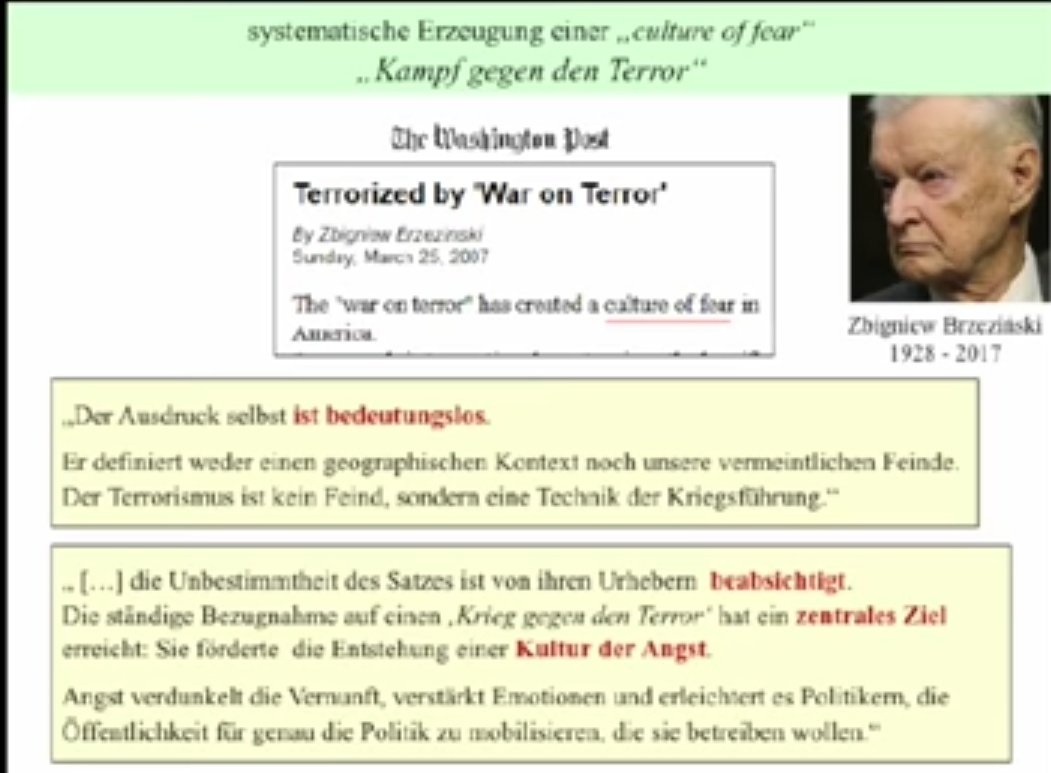 systematische Erzeugung einer „culture of fear“
„Kampf gegen den Terror“
The Washington Post
Terrorized by 'War on Terror'
By Zbigniew Brzezinski
Sunday, March 25, 2007
The "war on terror" has created a culture of fear in
America.
Zbigniew Brzeziński
1928 - 2017
„Der Ausdruck selbst ist bedeutungslos.
Er definiert weder einen geographischen Kontext noch unsere vermeintlichen Feinde.
Der Terrorismus ist kein Feind, sondern eine Technik der Kriegsführung.“
„ […] die Unbestimmtheit des Satzes ist von ihren Urhebern beabsichtigt.
Die ständige Bezugnahme auf einen ‚Krieg gegen den Terror‘ hat ein zentrales Ziel
erreicht: Sie förderte die Entstehung einer Kultur der Angst.
Angst verdunkelt die Vernunft, verstärkt Emotionen und erleichtert es Politikern, die
Öffentlichkeit für genau die Politik zu mobilisieren, die sie betreiben wollen.“